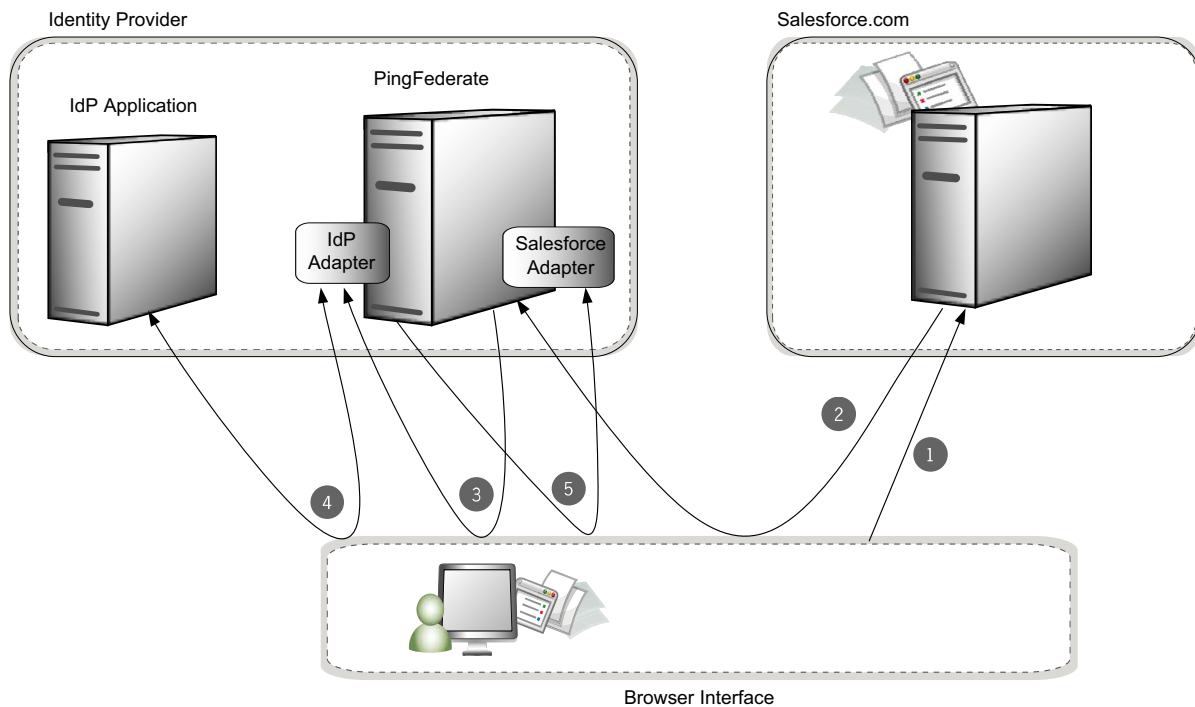 Identity Provider
Salesforce.com
PingFederate
IdP Application
IdP
Adapter
Salesforce
Adapter
2
1
3
5
4
Browser Interface